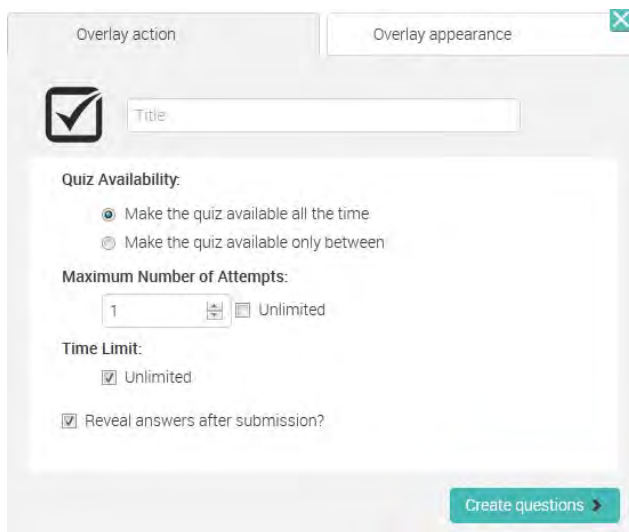 Overlay action
Overlay appearance
Title
Quiz Availability:
Make the quiz available all the time
Make the quiz available only between
Maximum Number of Attempts:
1 Unlimited
Time Limit:
Unlimited
Reveal answers after submission?
Create questions